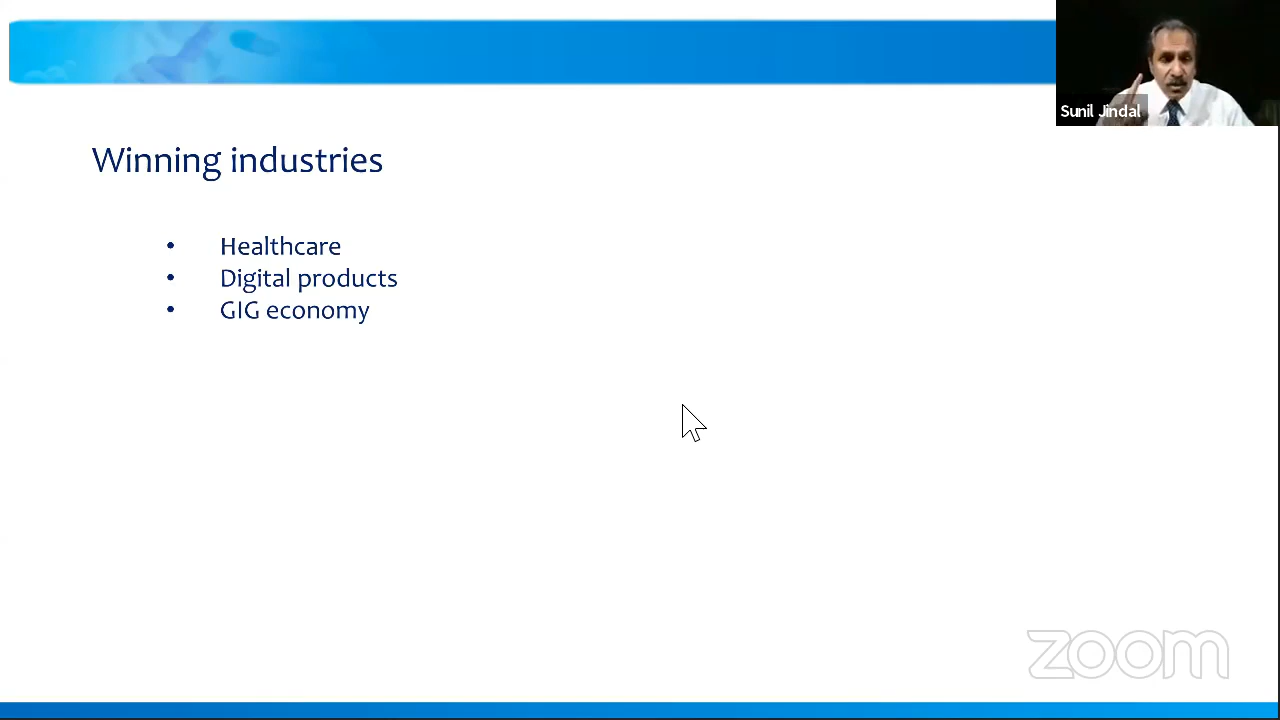 Sunil Jindal
Winning industries
• Healthcare
• Digital products
• GIG economy
zoom